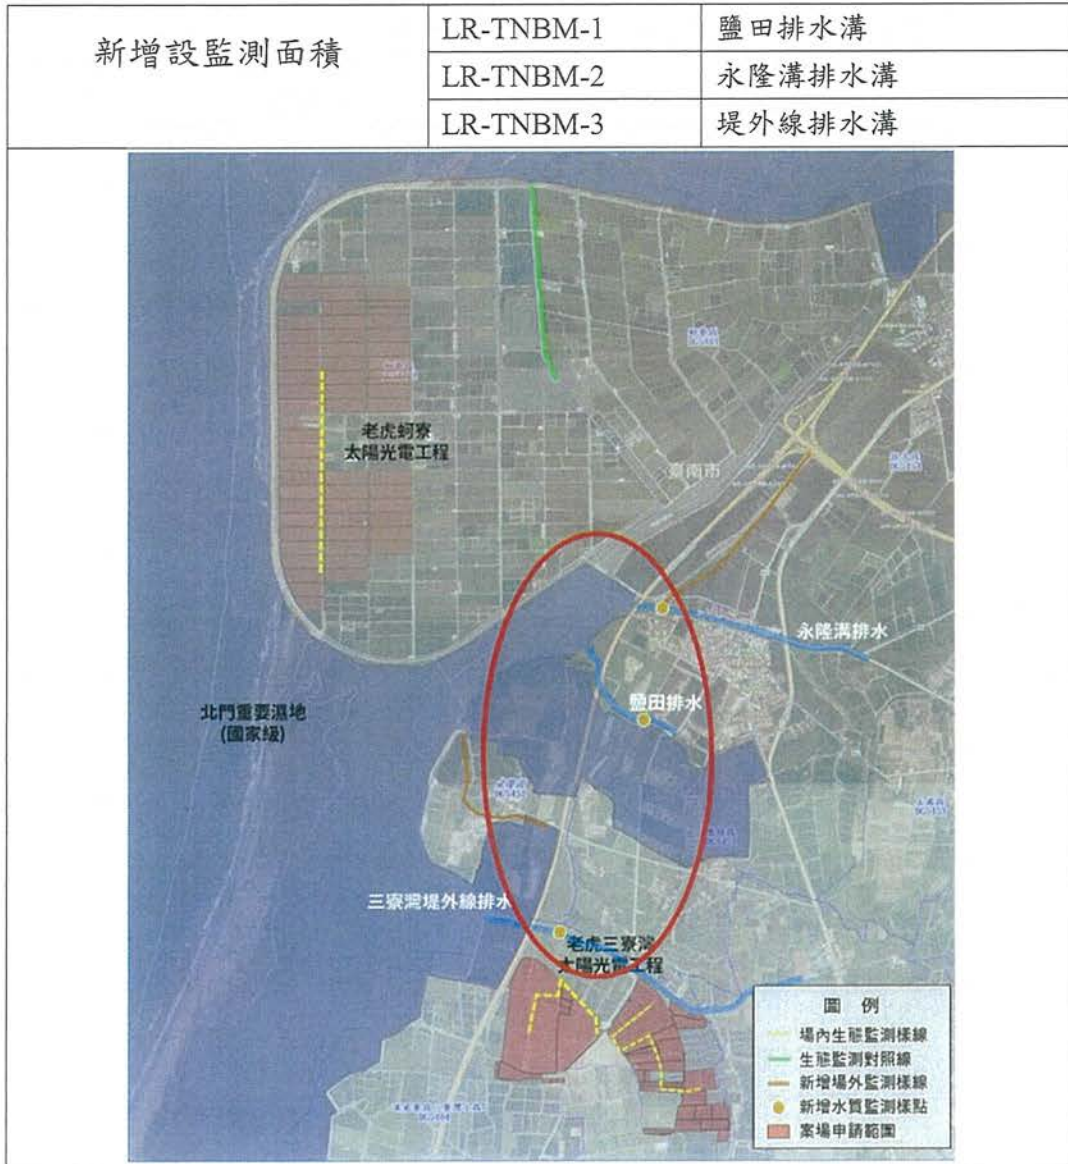 新增設監測面積
LR-TNBM-1 鹽田排水溝
LR-TNBM-2 永隆溝排水溝
LR-TNBM-3 堤外線排水溝
老虎蚵寮
太陽光電工程
臺南市
永隆溝排水
鹽田排水
北門重要濕地
(國家級)
三寮灣堤外線排水
老虎三寮灣
太陽光電工程
圖 例
場內生態監測樣線
生態監測對照線
新增場外監測樣線
新增水質監測樣點
案場申請範圍